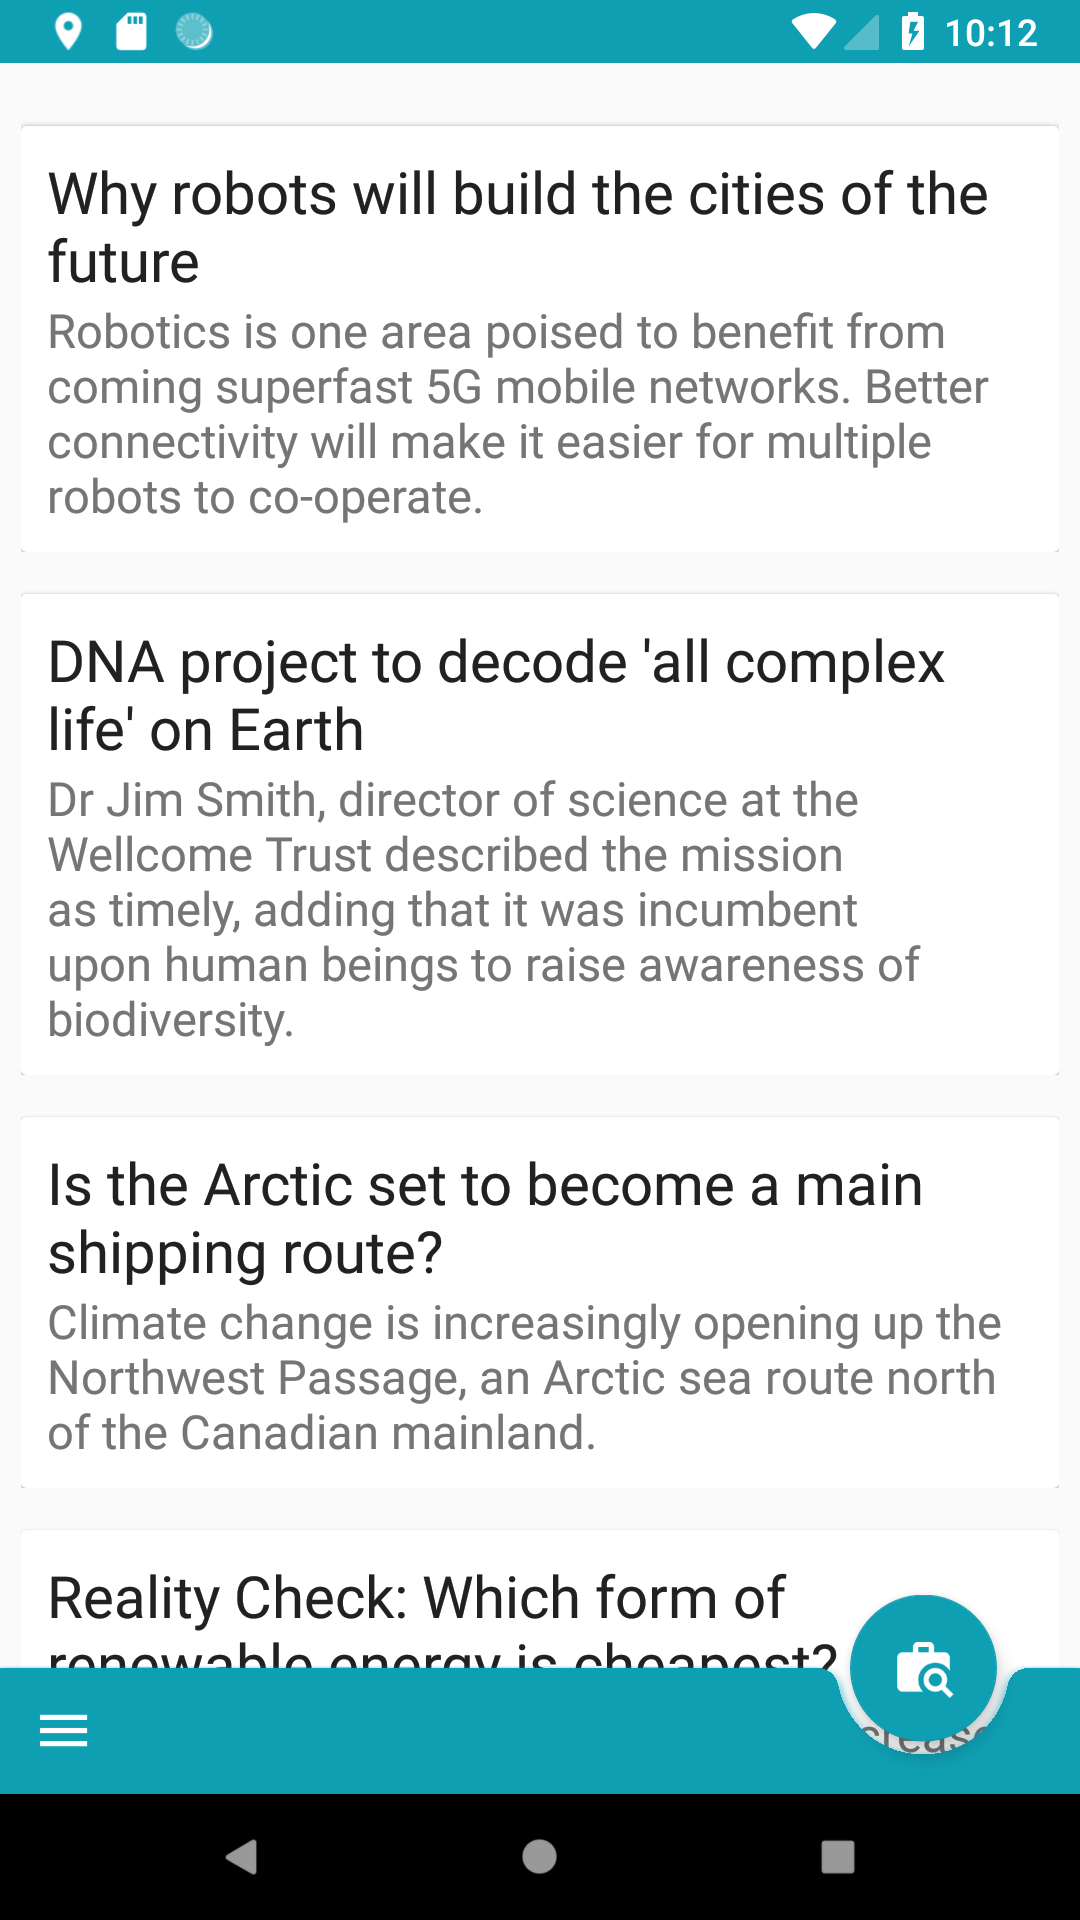 10:12
Why robots will build the cities of the
future
Robotics is one area poised to benefit from
coming superfast 5G mobile networks. Better
connectivity will make it easier for multiple
robots to co-operate.
DNA project to decode 'all complex
life' on Earth
Dr Jim Smith, director of science at the
Wellcome Trust described the mission
as timely, adding that it was incumbent
upon human beings to raise awareness of
biodiversity.
Is the Arctic set to become a main
shipping route?
Climate change is increasingly opening up the
Northwest Passage, an Arctic sea route north
of the Canadian mainland.
Reality Check: Which form of
renewable energy is cheapest?